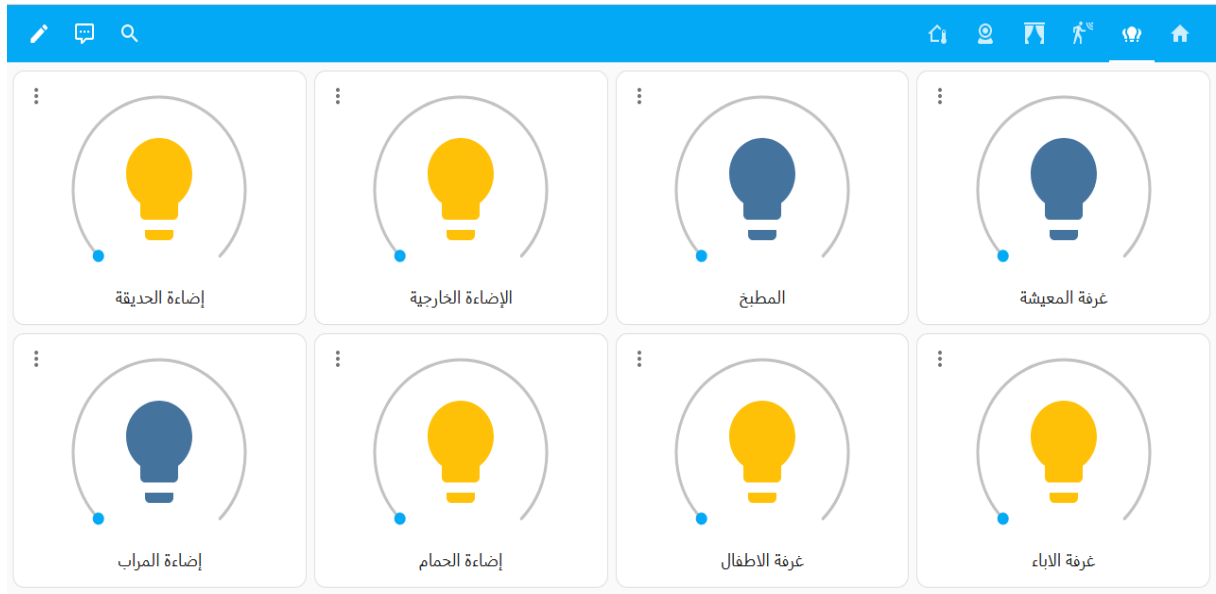 غرفة المعيشة
المطبخ
الإضاءة الخارجية
إضاءة الحديقة
غرفة الاباء
غرفة الاطفال
إضاءة الحمام
إضاءة المراب